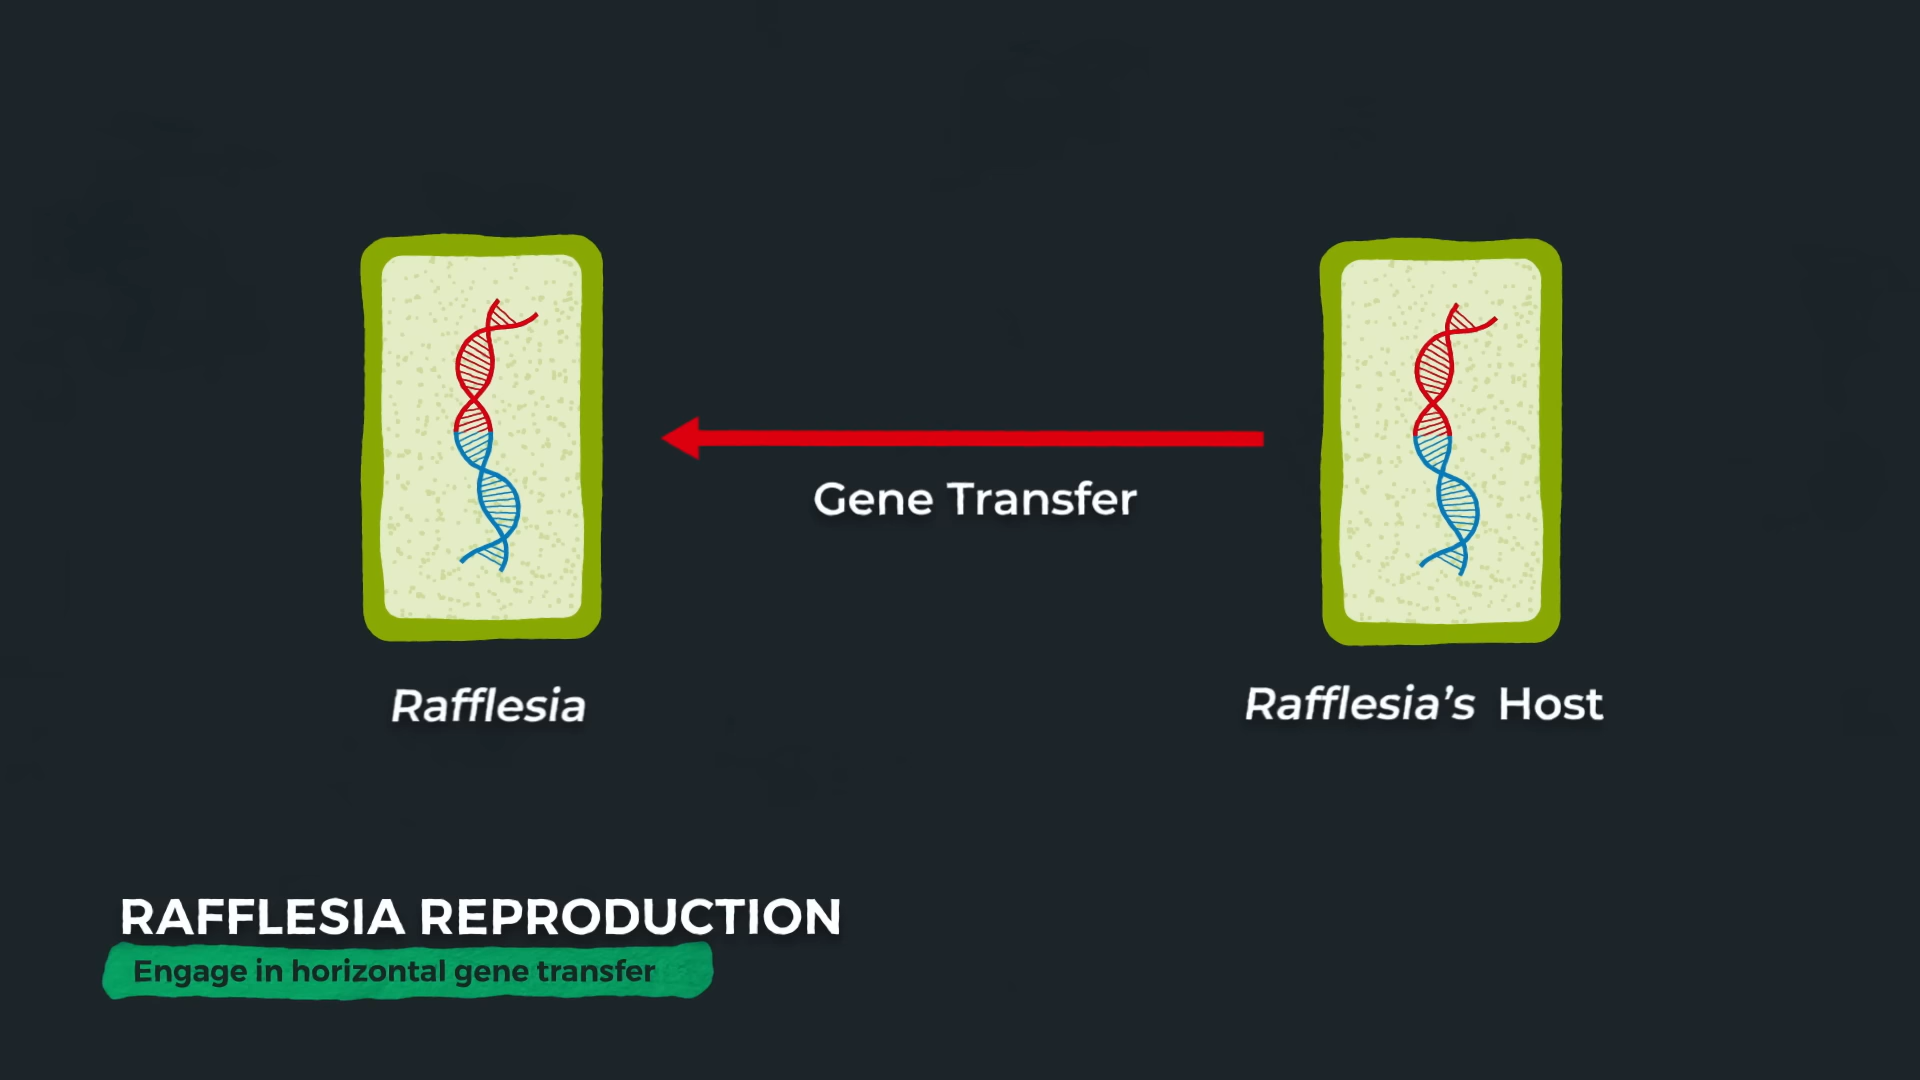 Gene Transfer
Rafflesia
Rafflesia’s Host
RAFFLESIA REPRODUCTION
Engage in horizontal gene transfer